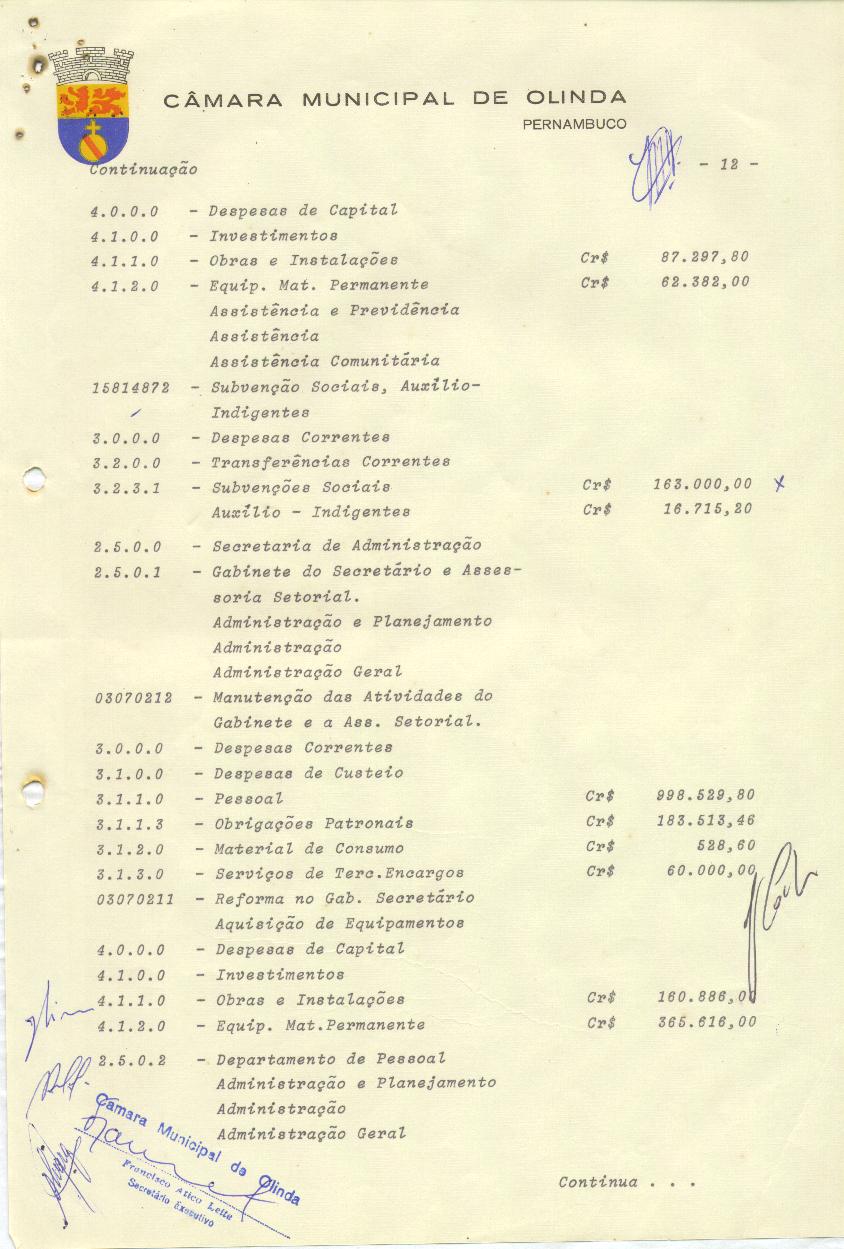 CÂMARA MUNICIPAL DE OLINDA
PERNAMBUCO
Continuação - 12 -
4.0.0.0 - Despesas de Capital
4.1.0.0 - Investimentos
4.1.1.0 - Obras e Instalações Cr$ 87.297,80
4.1.2.0 - Equip. Mat. Permanente Cr$ 62.382,00
Assistência e Previdência
Assistência
Assistência Comunitária
15814872 - Subvenção Sociais, Auxílio-
Indigentes
3.0.0.0 - Despesas Correntes
3.2.0.0 - Transferências Correntes
3.2.3.1 - Subvenções Sociais Cr$ 163.000,00 x
Auxílio - Indigentes Cr$ 16.715,20
2.5.0.0 - Secretaria de Administração
2.5.0.1 - Gabinete do Secretário e Asses-
soria Setorial.
Administração e Planejamento
Administração
Administração Geral
03070212 - Manutenção das Atividades do
Gabinete e a Ass. Setorial.
3.0.0.0 - Despesas Correntes
3.1.0.0 - Despesas de Custeio
3.1.1.0 - Pessoal Cr$ 998.529,80
3.1.1.3 - Obrigações Patronais Cr$ 183.513,46
3.1.2.0 - Material de Consumo Cr$ 528,60
3.1.3.0 - Serviços de Terc.Encargos Cr$ 60.000,00
03070211 - Reforma no Gab. Secretário
Aquisição de Equipamentos
4.0.0.0 - Despesas de Capital
4.1.0.0 - Investimentos
4.1.1.0 - Obras e Instalações Cr$ 160.886,00
4.1.2.0 - Equip. Mat.Permanente Cr$ 365.616,00
2.5.0.2 - Departamento de Pessoal
Administração e Planejamento
Administração
Administração Geral
Câmara Municipal de Olinda
Francisco Atico Leite
Secretário Executivo
Continua . . .